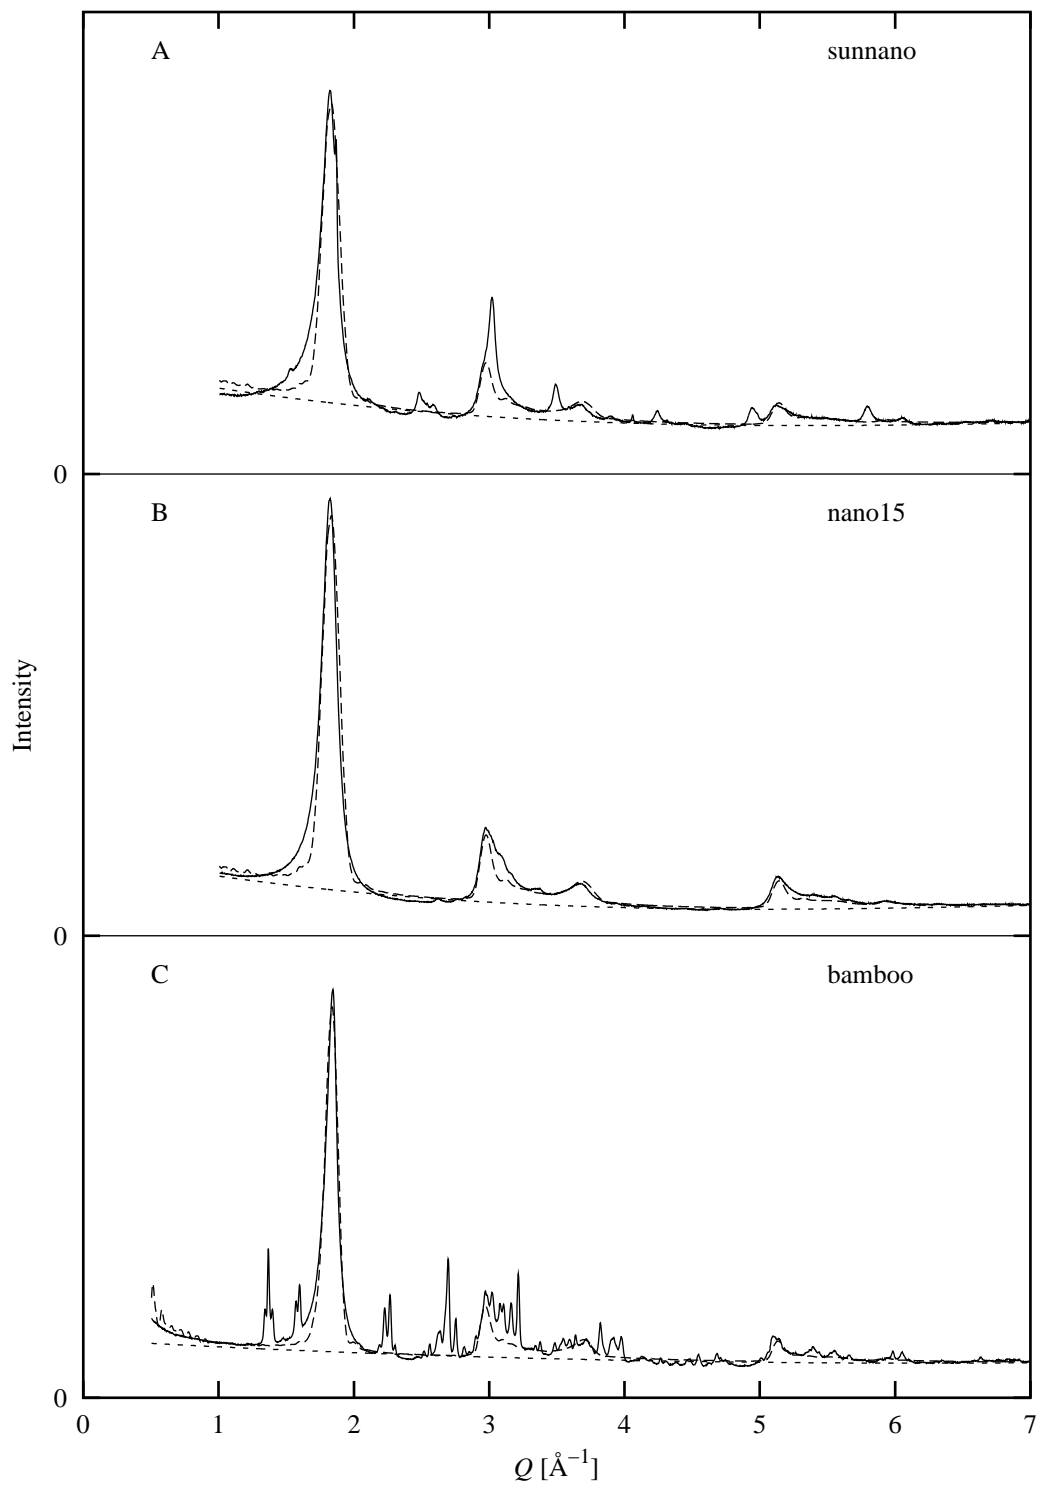 A sunnano
0
B nano15
Intensity
0
C bamboo
0
0 1 2 3 4 5 6 7
Q [Å⁻¹]